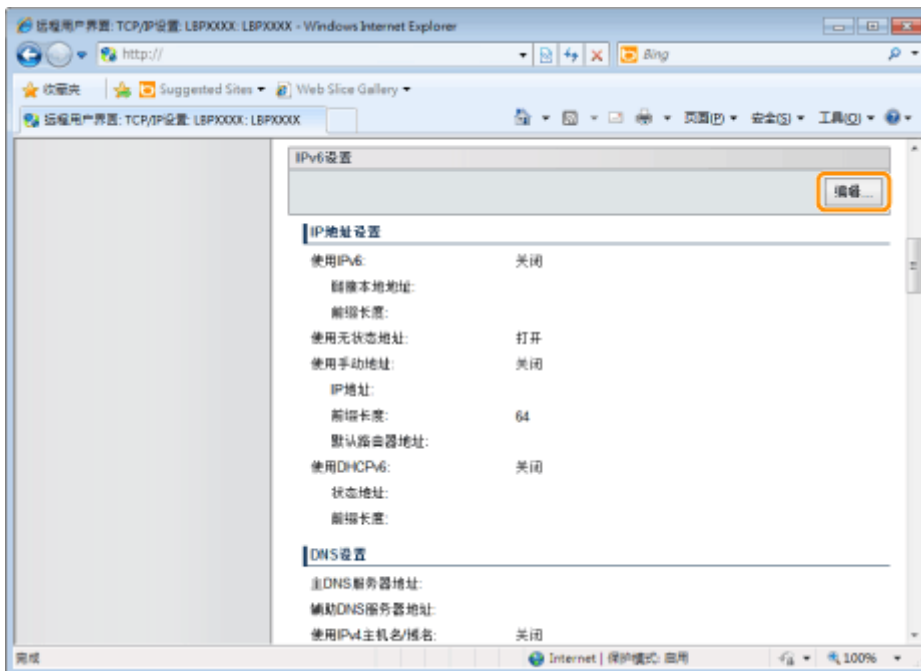 远程用户界面: TCP/IP设置: LBPXXXX: LBPXXXX - Windows Internet Explorer
http://
Bing
收藏夹 Suggested Sites Web Slice Gallery
远程用户界面: TCP/IP设置: LBPXXXX: LBPXXXX
页面(P) 安全(S) 工具(O)
IPv6设置
编辑...
IP地址设置
使用IPv6: 关闭
链接本地地址:
前缀长度:
使用无状态地址: 打开
使用手动地址: 关闭
IP地址:
前缀长度: 64
默认路由器地址:
使用DHCPv6: 关闭
状态地址:
前缀长度:
DNS设置
主DNS服务器地址:
辅助DNS服务器地址:
使用IPv4主机名/域名: 关闭
完成 Internet | 保护模式: 启用 100%